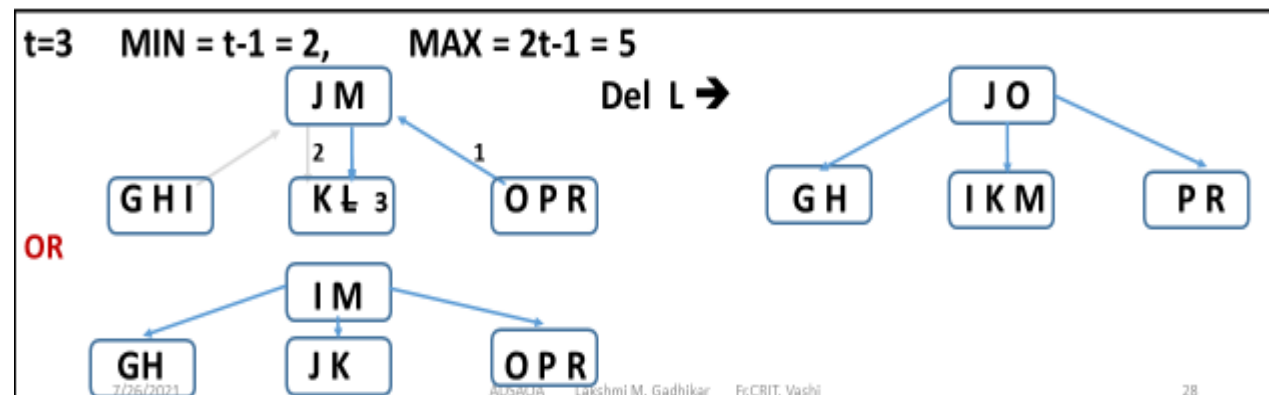 t=3 MIN = t-1 = 2, MAX = 2t-1 = 5
J M
Del L ➔
J O
2
1
G H I
K L 3
O P R
G H
I K M
P R
OR
I M
GH
J K
O P R
7/26/2021
Lakshmi M. Gadhikar Fr.CRIT, Vashi
28